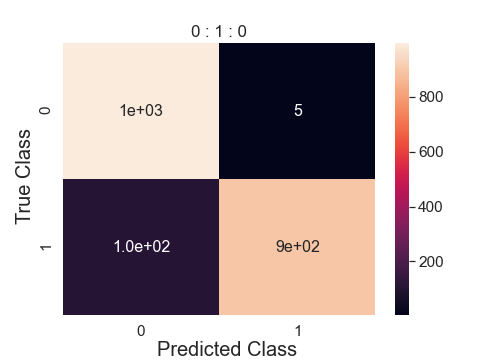 0 : 1 : 0
0
1e+03
5
800
600
True Class
400
1
1.0e+02
9e+02
200
0
1
Predicted Class